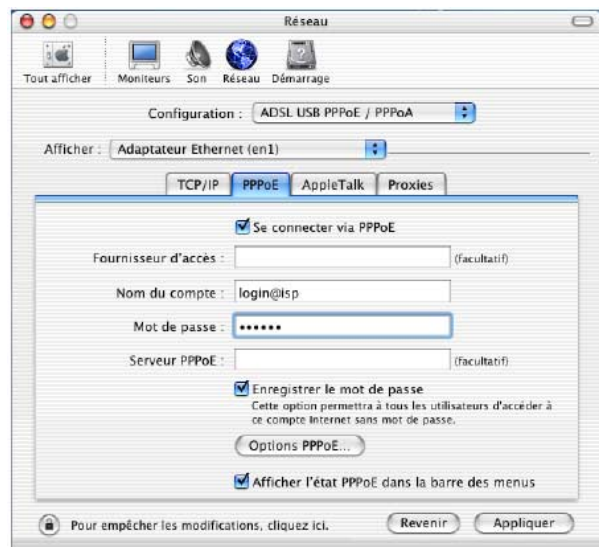 Réseau
Tout afficher Moniteurs Son Réseau Démarrage
Configuration : ADSL USB PPPoE / PPPoA
Afficher : Adaptateur Ethernet (en1)
TCP/IP PPPoE AppleTalk Proxies
Se connecter via PPPoE
Fournisseur d'accès : (facultatif)
Nom du compte : login@isp
Mot de passe : ••••••
Serveur PPPoE : (facultatif)
Enregistrer le mot de passe
Cette option permettra à tous les utilisateurs d'accéder à
ce compte Internet sans mot de passe.
Options PPPoE...
Afficher l'état PPPoE dans la barre des menus
Pour empêcher les modifications, cliquez ici. Revenir Appliquer